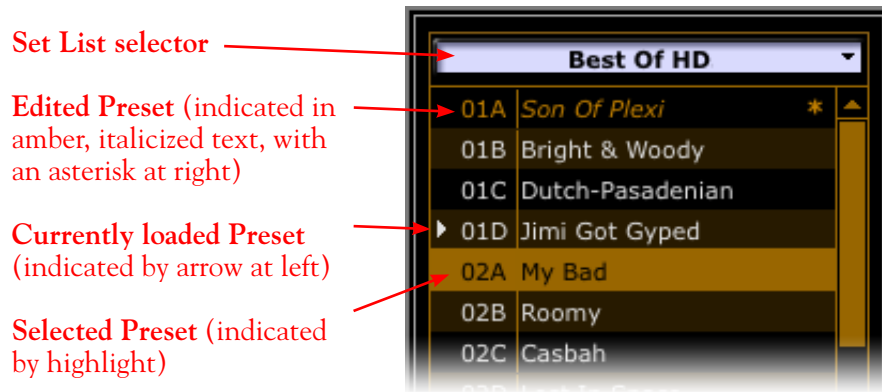 Set List selector
Edited Preset (indicated in
amber, italicized text, with
an asterisk at right)
Currently loaded Preset
(indicated by arrow at left)
Selected Preset (indicated
by highlight)
Best Of HD
01A Son Of Plexi *
01B Bright & Woody
01C Dutch-Pasadenian
01D Jimi Got Gyped
02A My Bad
02B Roomy
02C Casbah